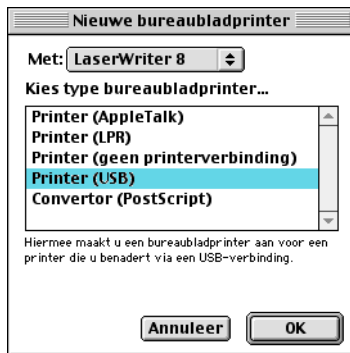 Nieuwe bureaubladprinter
Met: LaserWriter 8
Kies type bureaubladprinter...
Printer (AppleTalk)
Printer (LPR)
Printer (geen printerverbinding)
Printer (USB)
Convertor (PostScript)
Hiermee maakt u een bureaubladprinter aan voor een
printer die u benadert via een USB-verbinding.
Annuleer OK